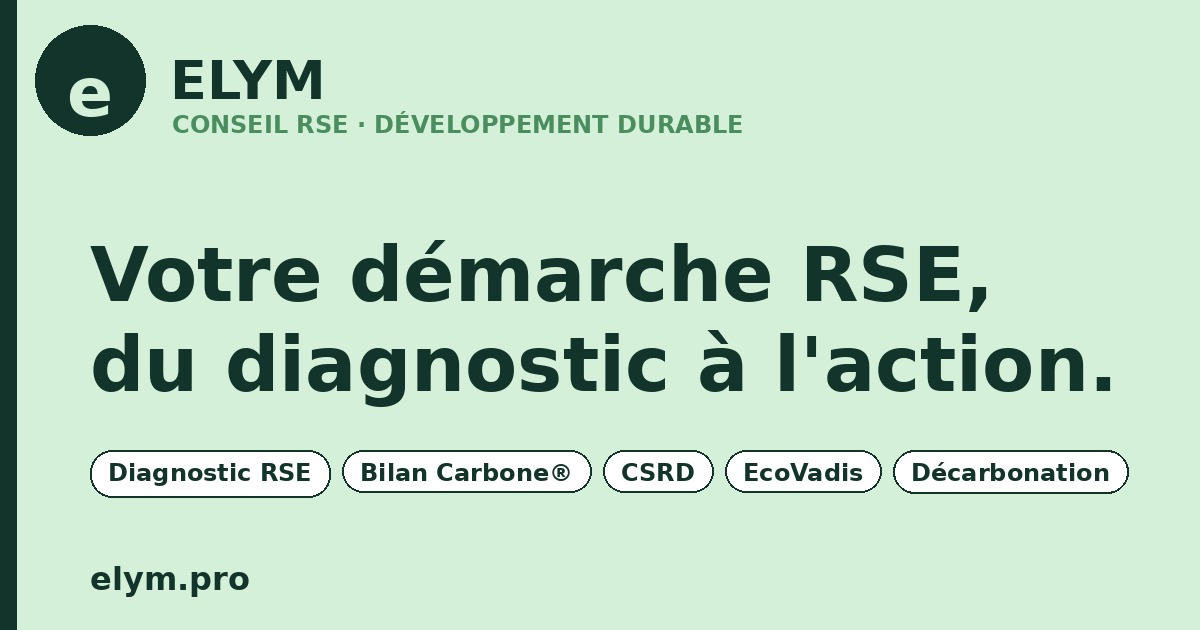 e
ELYM
CONSEIL RSE · DÉVELOPPEMENT DURABLE
Votre démarche RSE,
du diagnostic à l'action.
Diagnostic RSE Bilan Carbone® CSRD EcoVadis Décarbonation
elym.pro